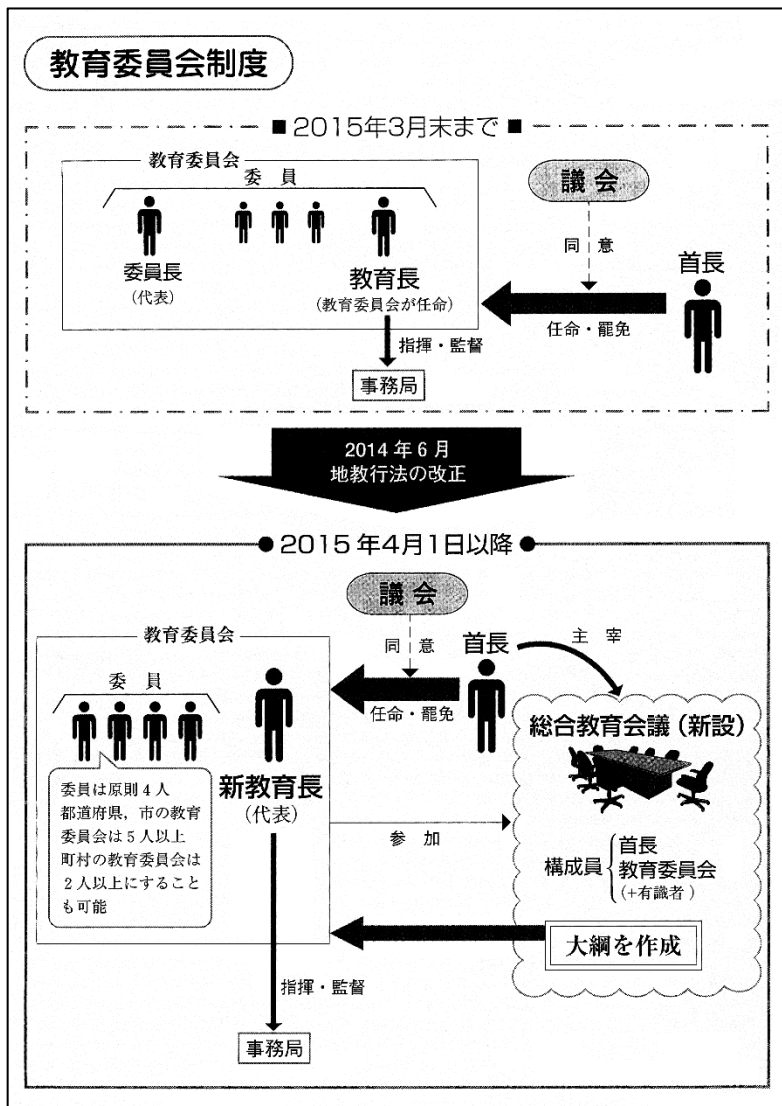 教育委員会制度
■ 2015年3月末まで ■
教育委員会
委 員
委員長
(代表)
教育長
(教育委員会が任命)
議会
同 意
首長
任命・罷免
指揮・監督
事務局
2014年6月
地教行法の改正
● 2015年4月1日以降 ●
議会
教育委員会
同 意
首長
主 宰
委 員
任命・罷免
新教育長
(代表)
委員は原則4人
都道府県，市の教育
委員会は5人以上
町村の教育委員会は
2人以上にすること
も可能
参 加
総合教育会議（新設）
構成員
首長
教育委員会
(+有識者)
大綱を作成
指揮・監督
事務局